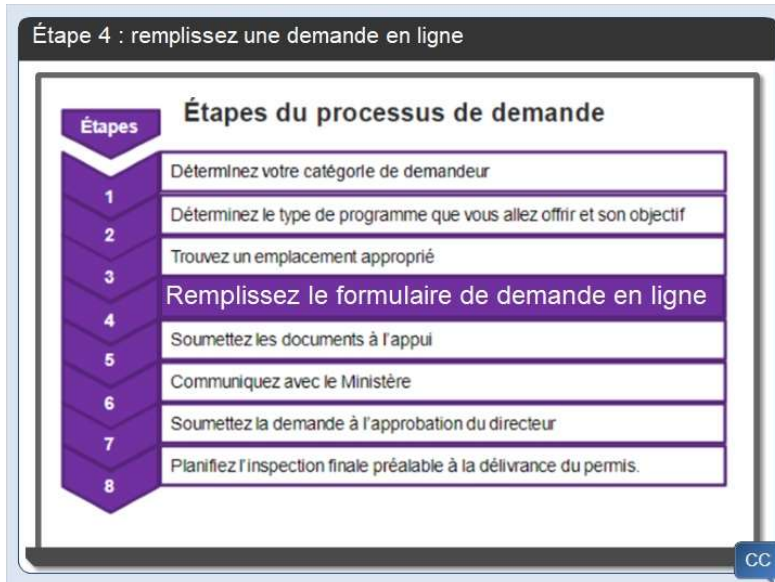 Étape 4 : remplissez une demande en ligne
Étapes du processus de demande
Étapes
1
Déterminez votre catégorie de demandeur
2
Déterminez le type de programme que vous allez offrir et son objectif
3
Trouvez un emplacement approprié
4
Remplissez le formulaire de demande en ligne
5
Soumettez les documents à l'appui
6
Communiquez avec le Ministère
7
Soumettez la demande à l'approbation du directeur
8
Planifiez l'inspection finale préalable à la délivrance du permis.
CC